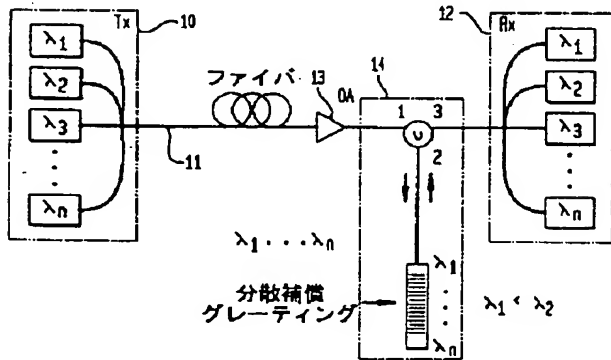 Tx
10
λ1
λ2
λ3
λn
11
ファイバ
13
OA
14
1
3
2
12
Rx
λ1
λ2
λ3
λn
λ1・・・λn
分散補償
グレーティング
λ1
λn
λ1 < λ2